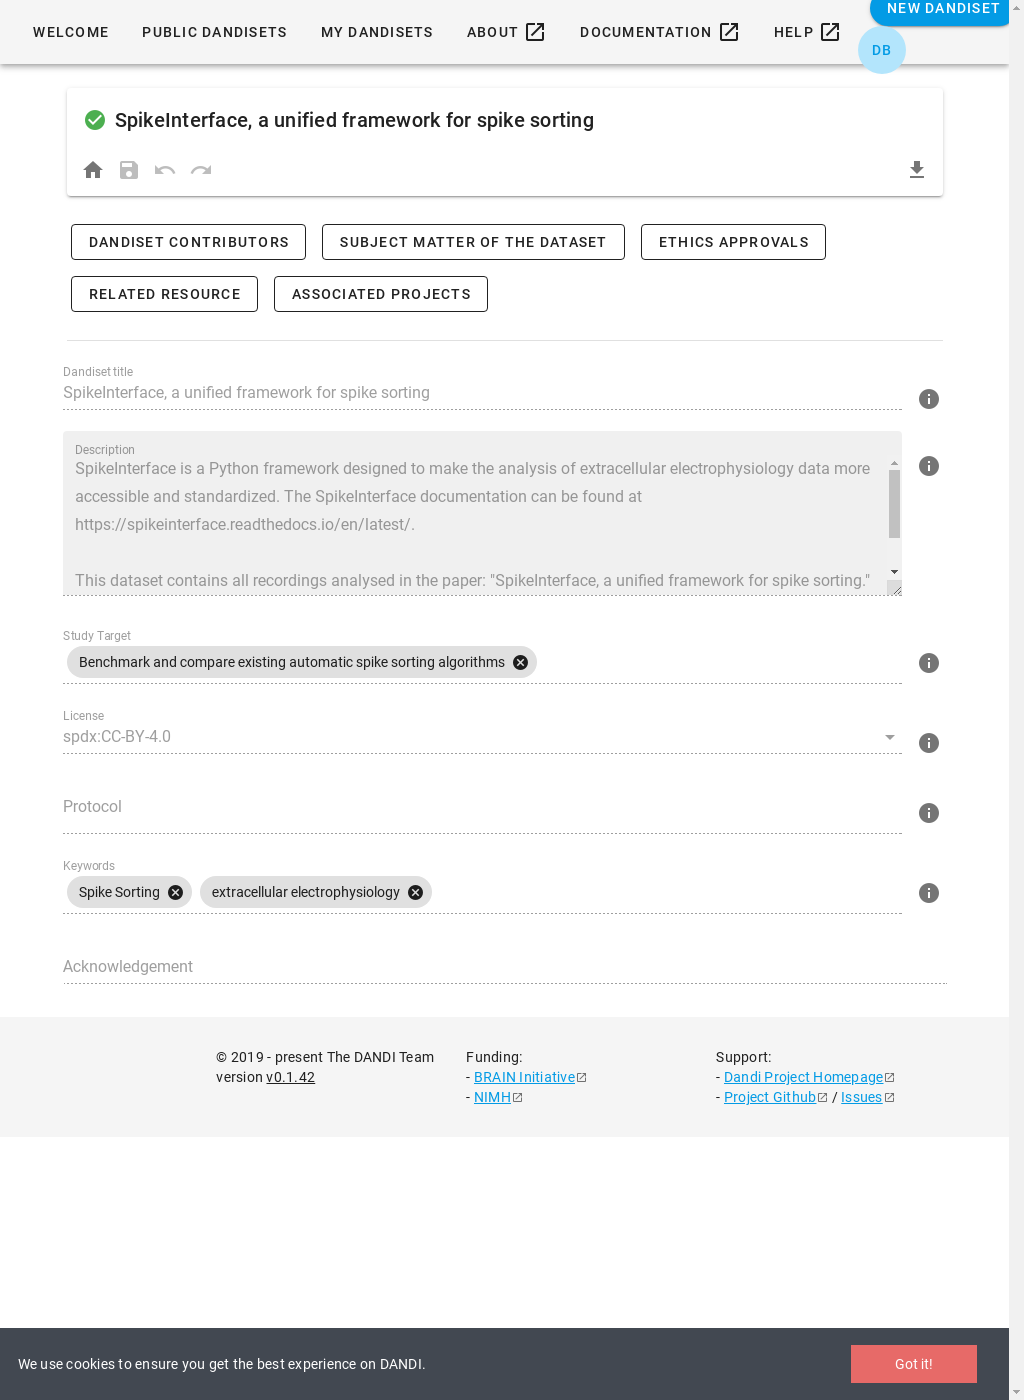 NEW DANDISET
WELCOME PUBLIC DANDISETS MY DANDISETS ABOUT DOCUMENTATION HELP
DB
SpikeInterface, a unified framework for spike sorting
DANDISET CONTRIBUTORS SUBJECT MATTER OF THE DATASET ETHICS APPROVALS
RELATED RESOURCE ASSOCIATED PROJECTS
Dandiset title
SpikeInterface, a unified framework for spike sorting
Description
SpikeInterface is a Python framework designed to make the analysis of extracellular electrophysiology data more
accessible and standardized. The SpikeInterface documentation can be found at
https://spikeinterface.readthedocs.io/en/latest/.
This dataset contains all recordings analysed in the paper: "SpikeInterface, a unified framework for spike sorting."
Study Target
Benchmark and compare existing automatic spike sorting algorithms
License
spdx:CC-BY-4.0
Protocol
Keywords
Spike Sorting extracellular electrophysiology
Acknowledgement
© 2019 - present The DANDI Team
version v0.1.42
Funding:
- BRAIN Initiative
- NIMH
Support:
- Dandi Project Homepage
- Project Github / Issues
We use cookies to ensure you get the best experience on DANDI.
Got it!